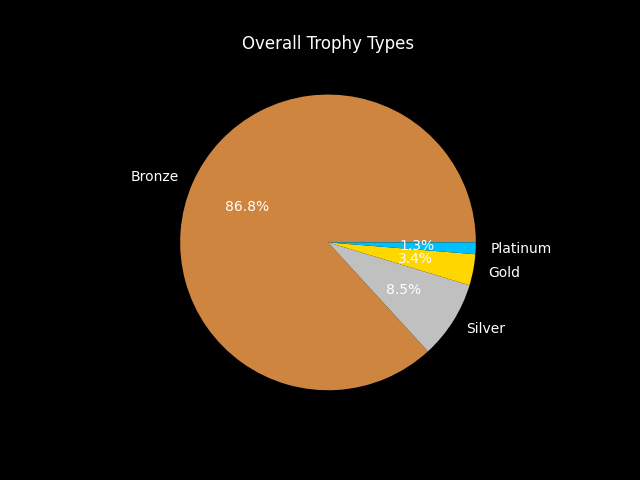 Overall Trophy Types
Bronze
86.8%
1.3%
Platinum
3.4%
Gold
8.5%
Silver